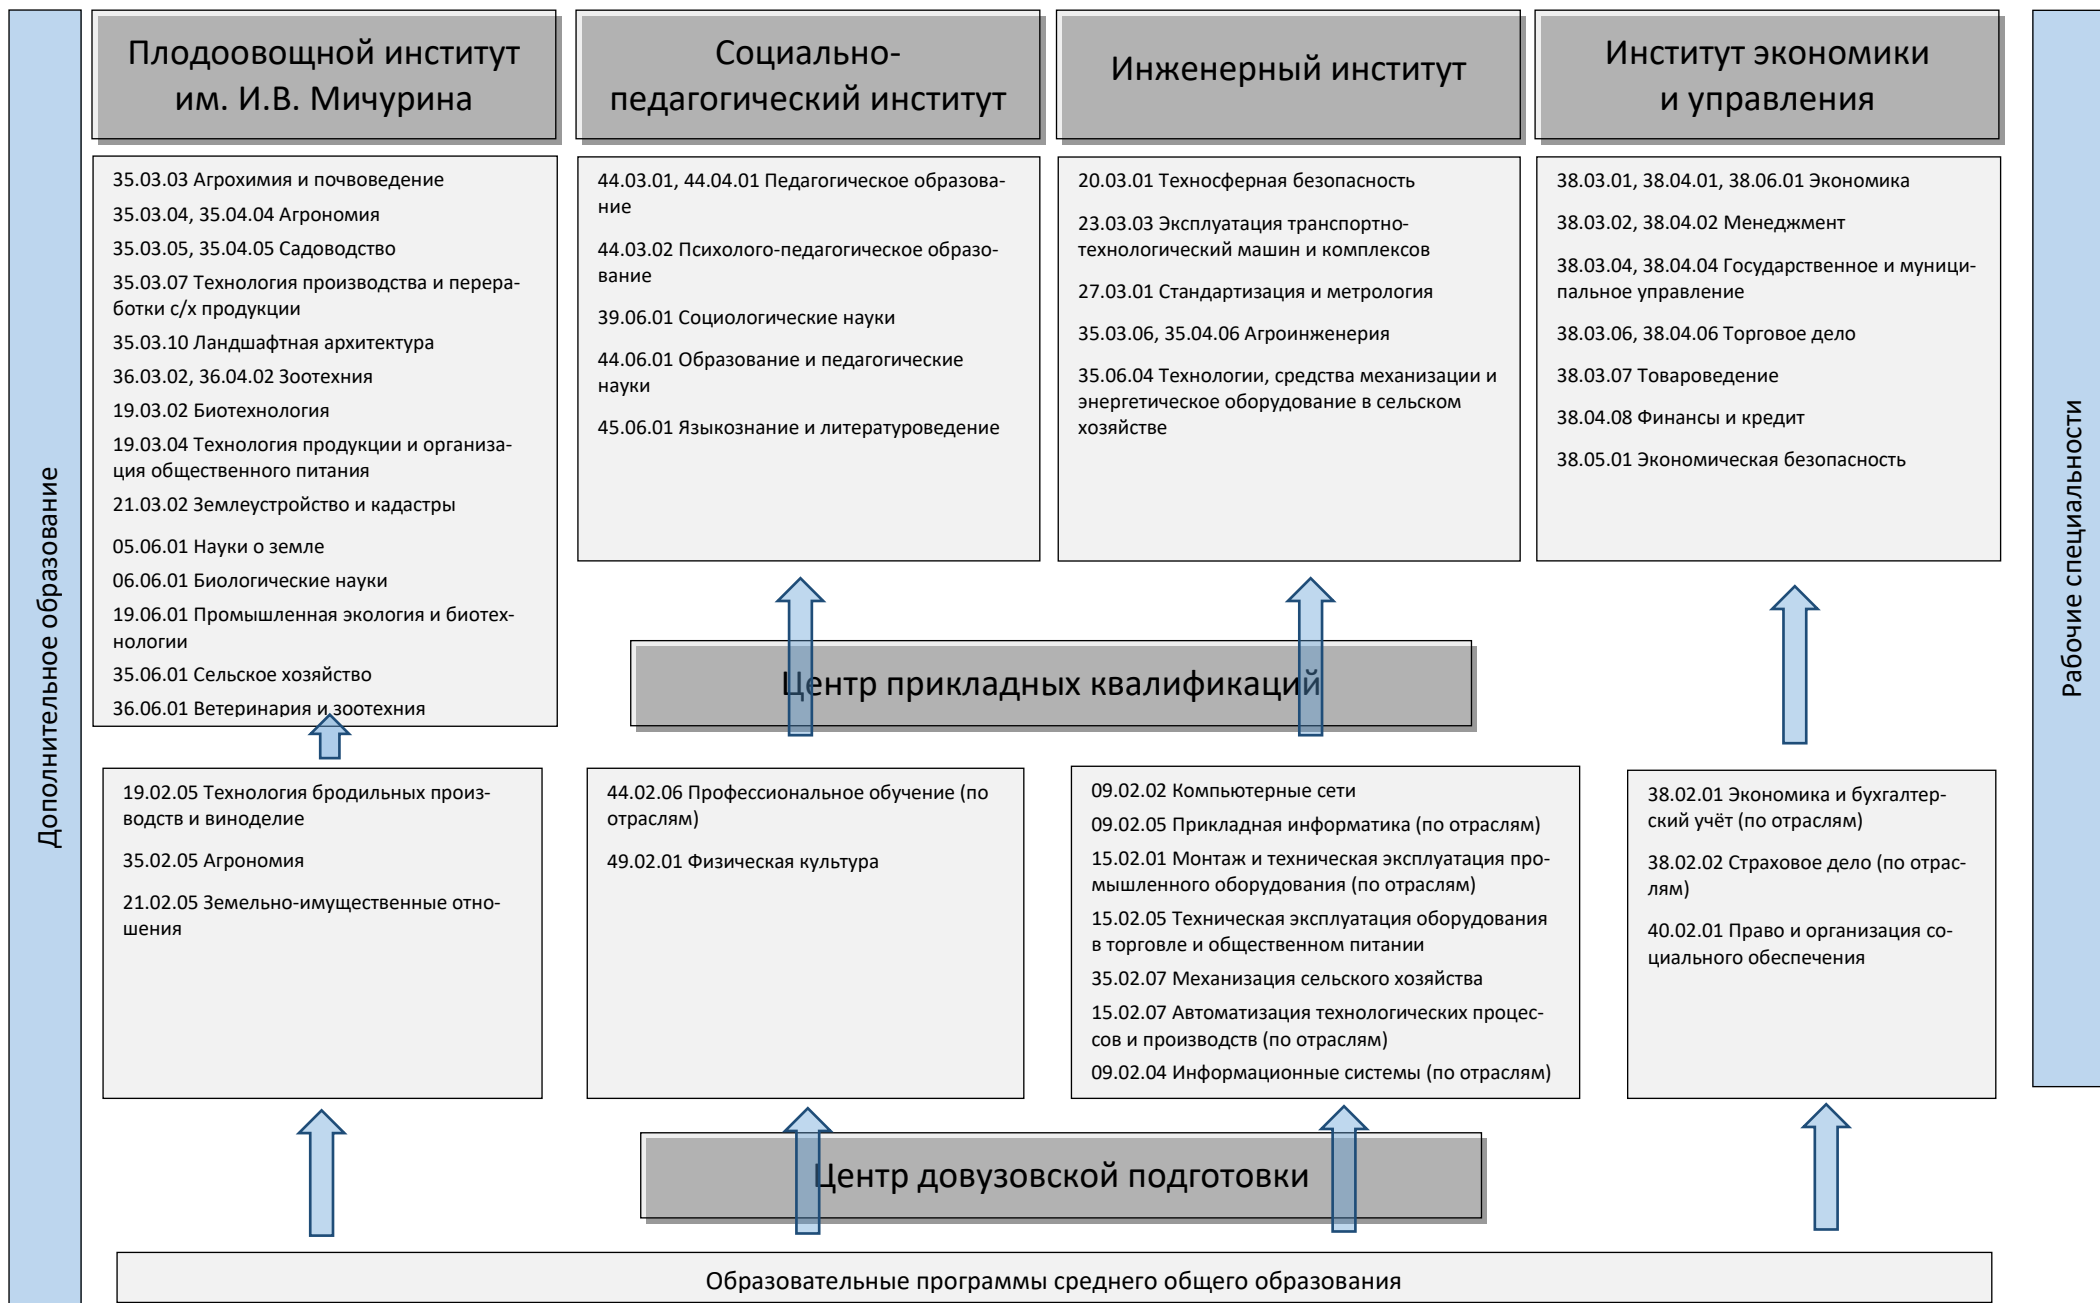 Дополнительное образование
Плодоовощной институт
им. И.В. Мичурина
35.03.03 Агрохимия и почвоведение
35.03.04, 35.04.04 Агрономия
35.03.05, 35.04.05 Садоводство
35.03.07 Технология производства и перера-
ботки с/х продукции
35.03.10 Ландшафтная архитектура
36.03.02, 36.04.02 Зоотехния
19.03.02 Биотехнология
19.03.04 Технология продукции и организа-
ция общественного питания
21.03.02 Землеустройство и кадастры
05.06.01 Науки о земле
06.06.01 Биологические науки
19.06.01 Промышленная экология и биотех-
нологии
35.06.01 Сельское хозяйство
36.06.01 Ветеринария и зоотехния
Социально-
педагогический институт
44.03.01, 44.04.01 Педагогическое образова-
ние
44.03.02 Психолого-педагогическое образо-
вание
39.06.01 Социологические науки
44.06.01 Образование и педагогические
науки
45.06.01 Языкознание и литературоведение
Инженерный институт
20.03.01 Техносферная безопасность
23.03.03 Эксплуатация транспортно-
технологический машин и комплексов
27.03.01 Стандартизация и метрология
35.03.06, 35.04.06 Агроинженерия
35.06.04 Технологии, средства механизации и
энергетическое оборудование в сельском
хозяйстве
Институт экономики
и управления
38.03.01, 38.04.01, 38.06.01 Экономика
38.03.02, 38.04.02 Менеджмент
38.03.04, 38.04.04 Государственное и муници-
пальное управление
38.03.06, 38.04.06 Торговое дело
38.03.07 Товароведение
38.04.08 Финансы и кредит
38.05.01 Экономическая безопасность
Рабочие специальности
Центр прикладных квалификаций
19.02.05 Технология бродильных произ-
водств и виноделие
35.02.05 Агрономия
21.02.05 Земельно-имущественные отно-
шения
44.02.06 Профессиональное обучение (по
отраслям)
49.02.01 Физическая культура
09.02.02 Компьютерные сети
09.02.05 Прикладная информатика (по отраслям)
15.02.01 Монтаж и техническая эксплуатация про-
мышленного оборудования (по отраслям)
15.02.05 Техническая эксплуатация оборудования
в торговле и общественном питании
35.02.07 Механизация сельского хозяйства
15.02.07 Автоматизация технологических процес-
сов и производств (по отраслям)
09.02.04 Информационные системы (по отраслям)
38.02.01 Экономика и бухгалтер-
ский учёт (по отраслям)
38.02.02 Страховое дело (по отрас-
лям)
40.02.01 Право и организация со-
циального обеспечения
Центр довузовской подготовки
Образовательные программы среднего общего образования